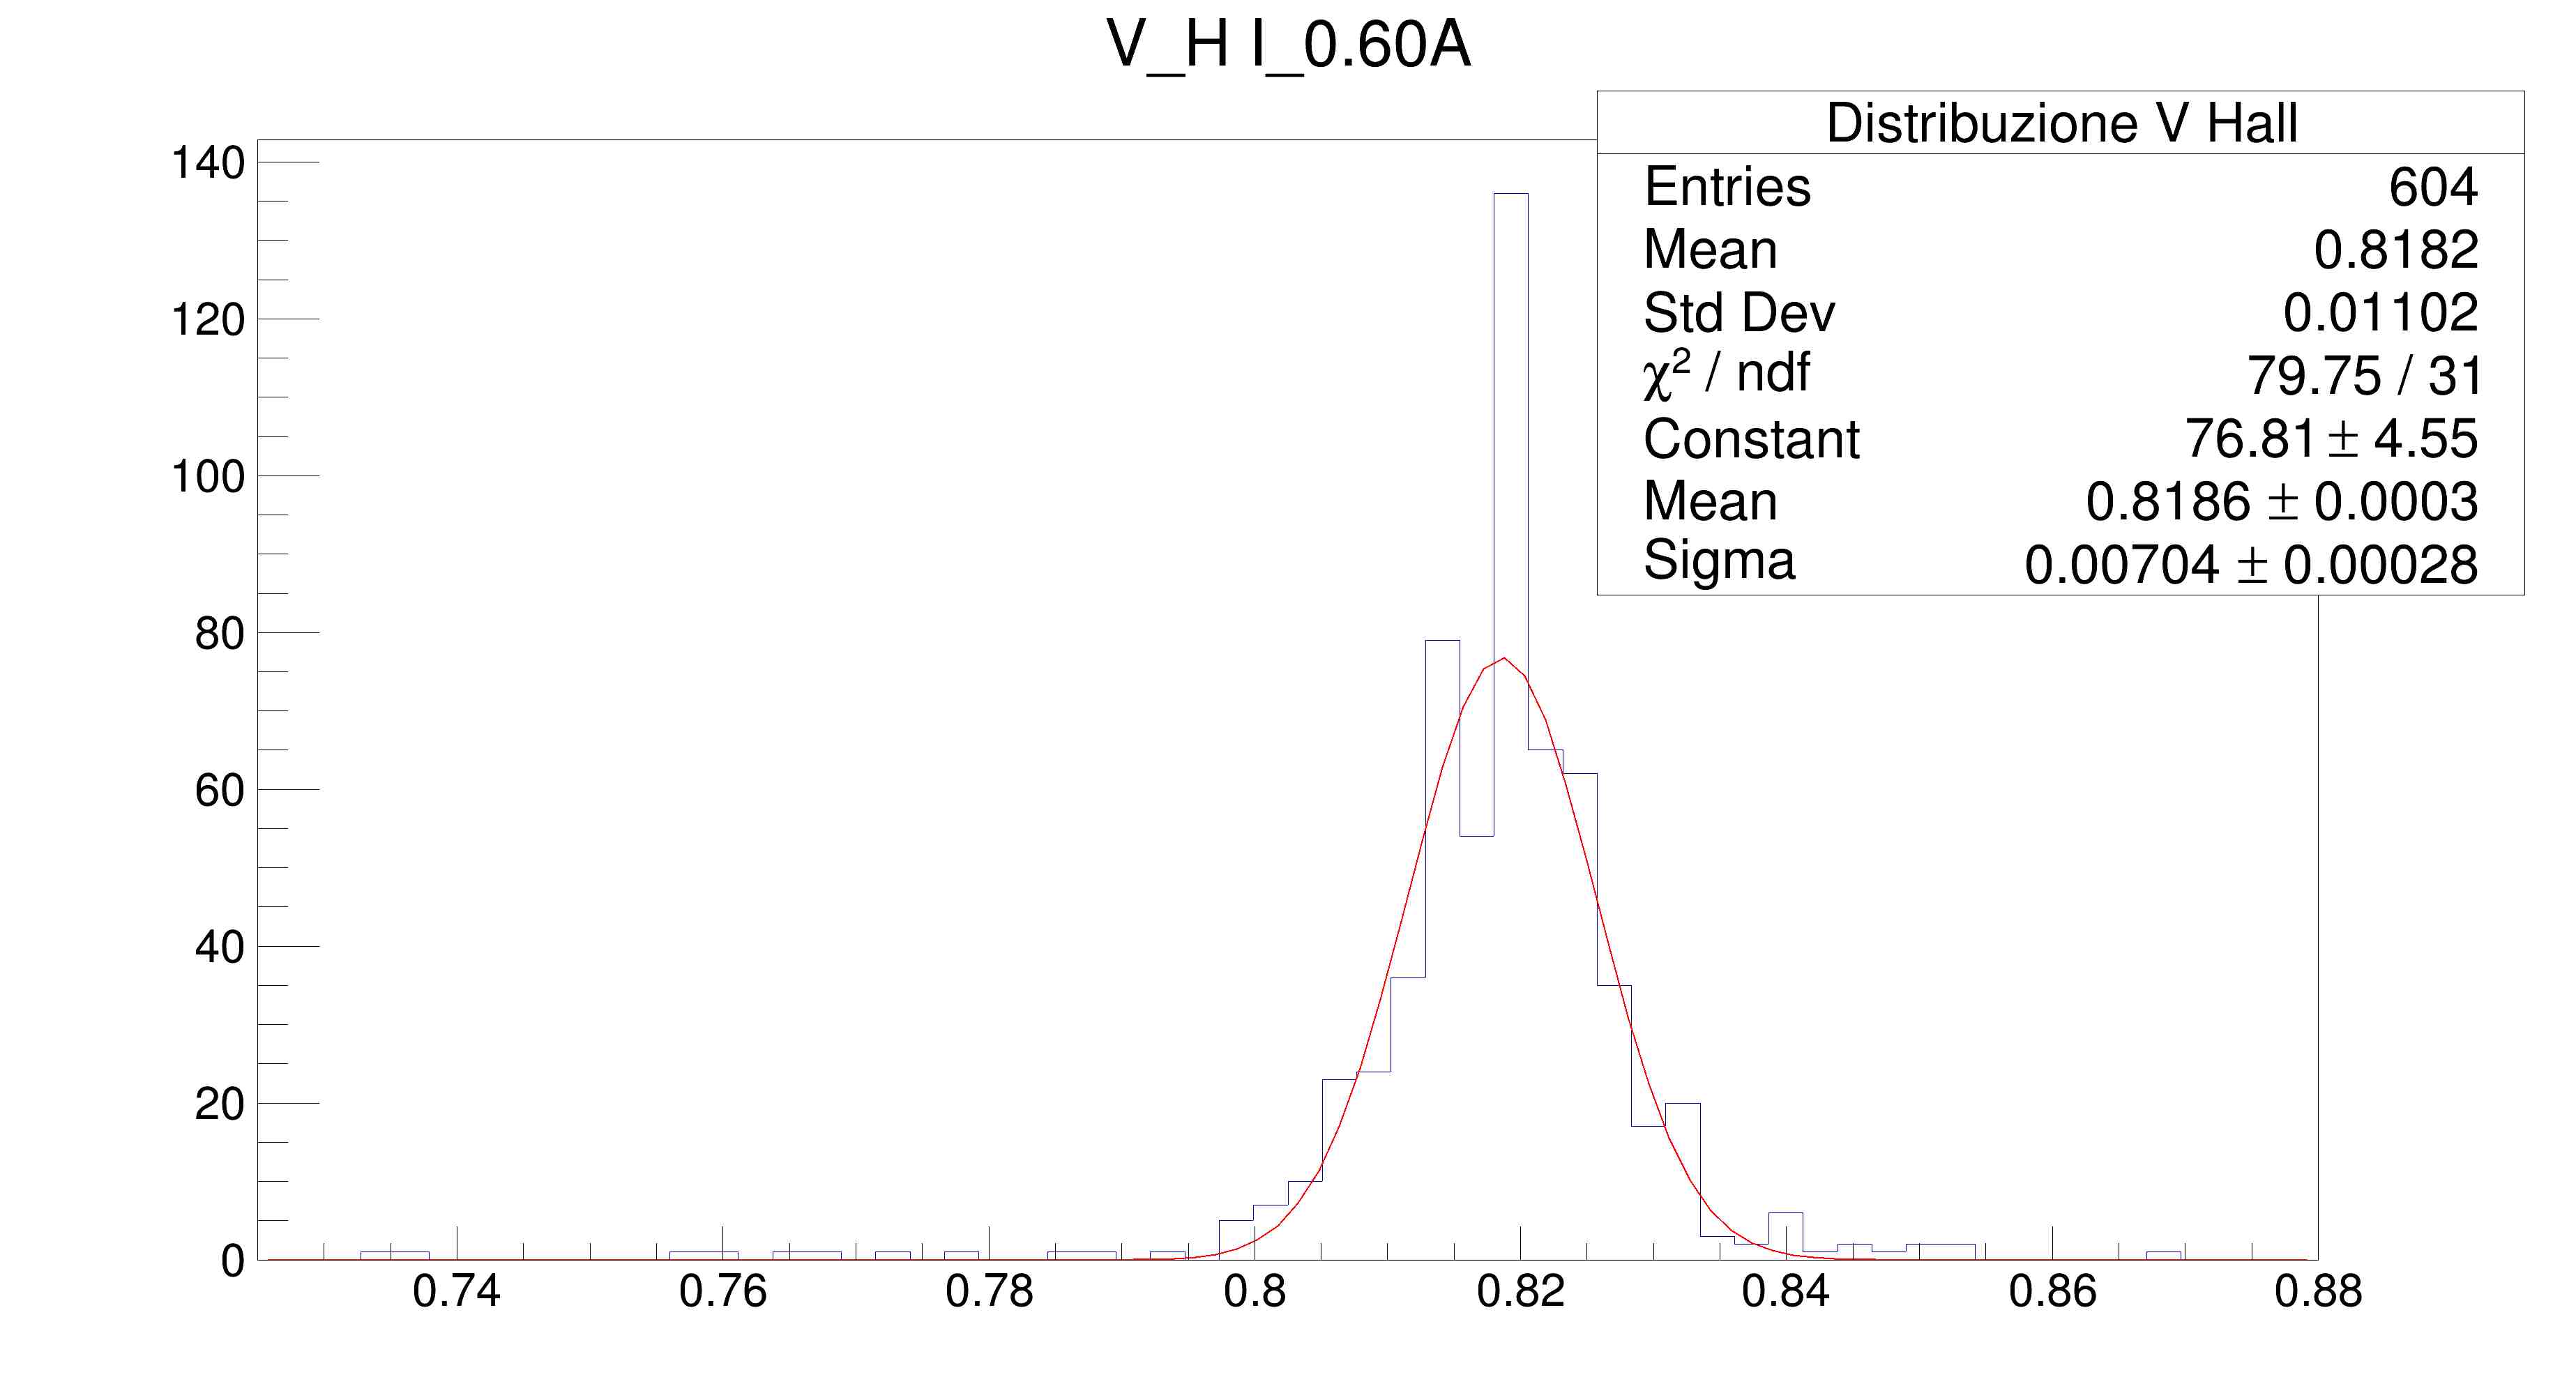 V_H I_0.60A
Distribuzione V Hall
Entries 604
Mean 0.8182
Std Dev 0.01102
χ² / ndf 79.75 / 31
Constant 76.81 ± 4.55
Mean 0.8186 ± 0.0003
Sigma 0.00704 ± 0.00028
140
120
100
80
60
40
20
0
0.74 0.76 0.78 0.8 0.82 0.84 0.86 0.88